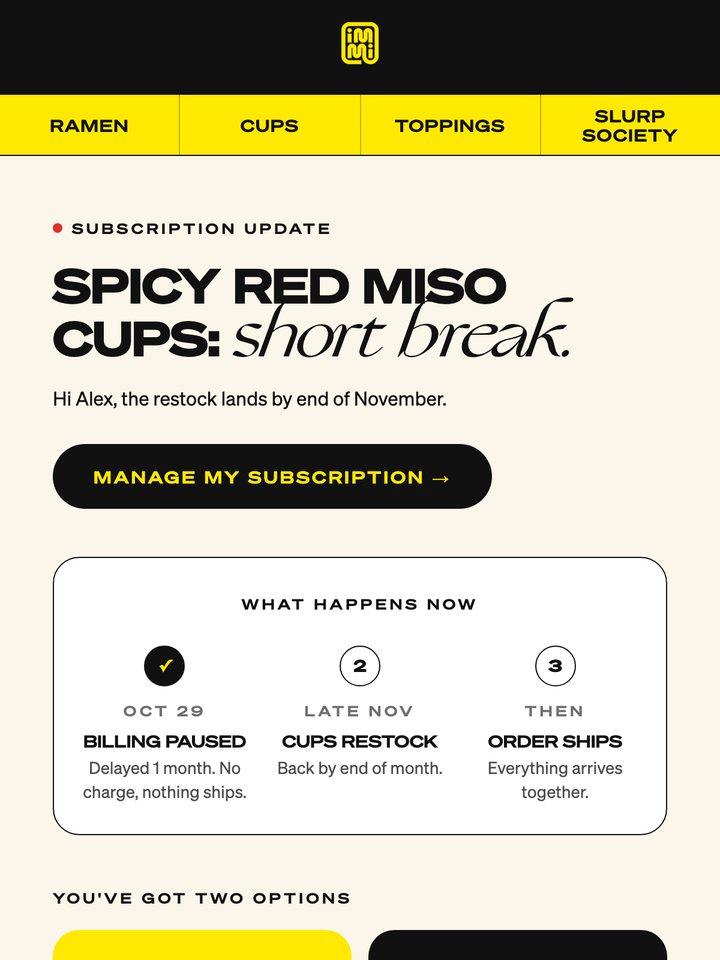 immi
RAMEN
CUPS
TOPPINGS
SLURP
SOCIETY
SUBSCRIPTION UPDATE
SPICY RED MISO
CUPS: short break.
Hi Alex, the restock lands by end of November.
MANAGE MY SUBSCRIPTION →
WHAT HAPPENS NOW
✓
OCT 29
BILLING PAUSED
Delayed 1 month. No
charge, nothing ships.
2
LATE NOV
CUPS RESTOCK
Back by end of month.
3
THEN
ORDER SHIPS
Everything arrives
together.
YOU'VE GOT TWO OPTIONS